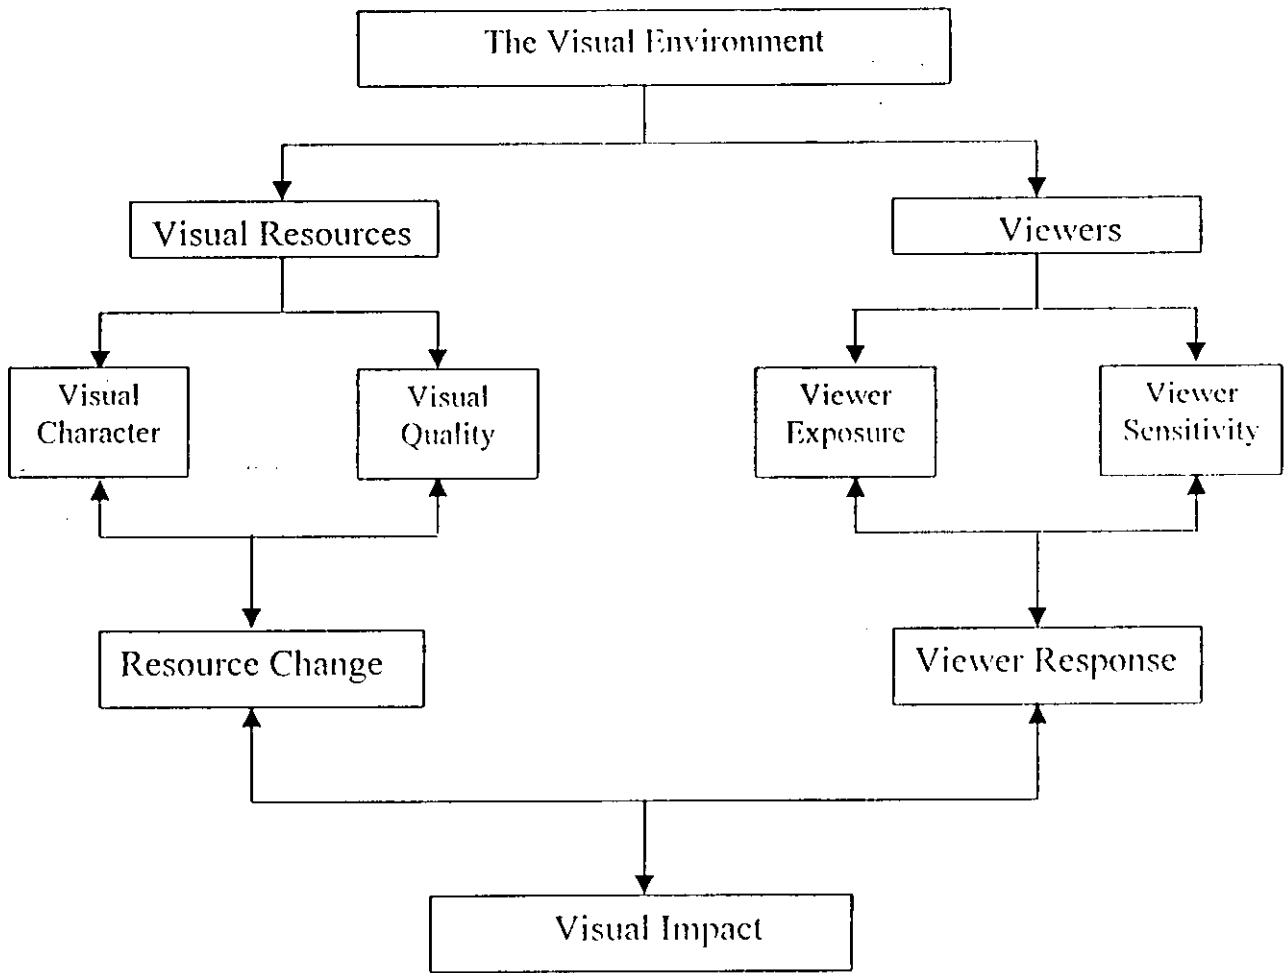 The Visual Environment
Visual Resources
Viewers
Visual
Character
Visual
Quality
Viewer
Exposure
Viewer
Sensitivity
Resource Change
Viewer Response
Visual Impact